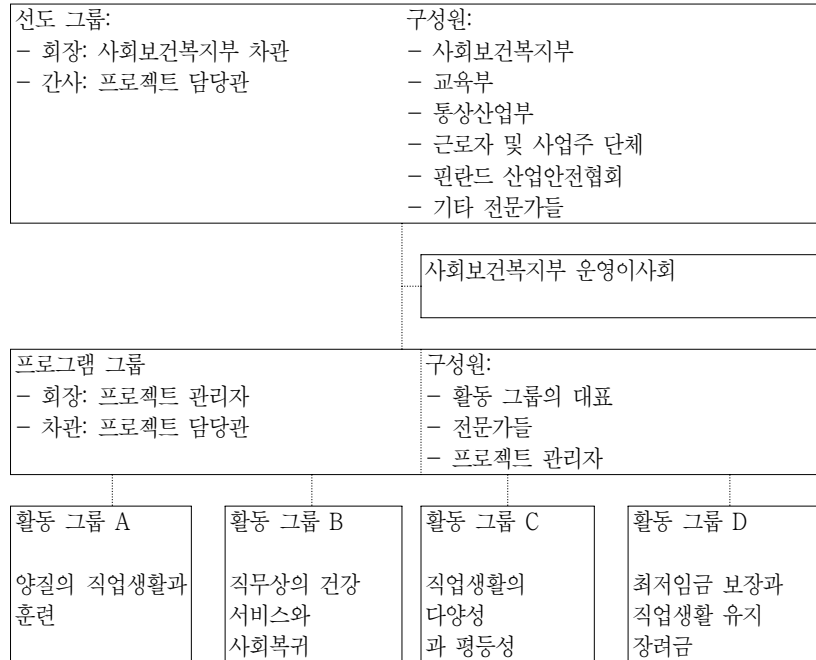 선도 그룹:
- 회장: 사회보건복지부 차관
- 간사: 프로젝트 담당관
구성원:
- 사회보건복지부
- 교육부
- 통상산업부
- 근로자 및 사업주 단체
- 핀란드 산업안전협회
- 기타 전문가들
사회보건복지부 운영이사회
프로그램 그룹
- 회장: 프로젝트 관리자
- 차관: 프로젝트 담당관
구성원:
- 활동 그룹의 대표
- 전문가들
- 프로젝트 관리자
활동 그룹 A
양질의 직업생활과
훈련
활동 그룹 B
직무상의 건강
서비스와
사회복귀
활동 그룹 C
직업생활의
다양성
과 평등성
활동 그룹 D
최저임금 보장과
직업생활 유지
장려금